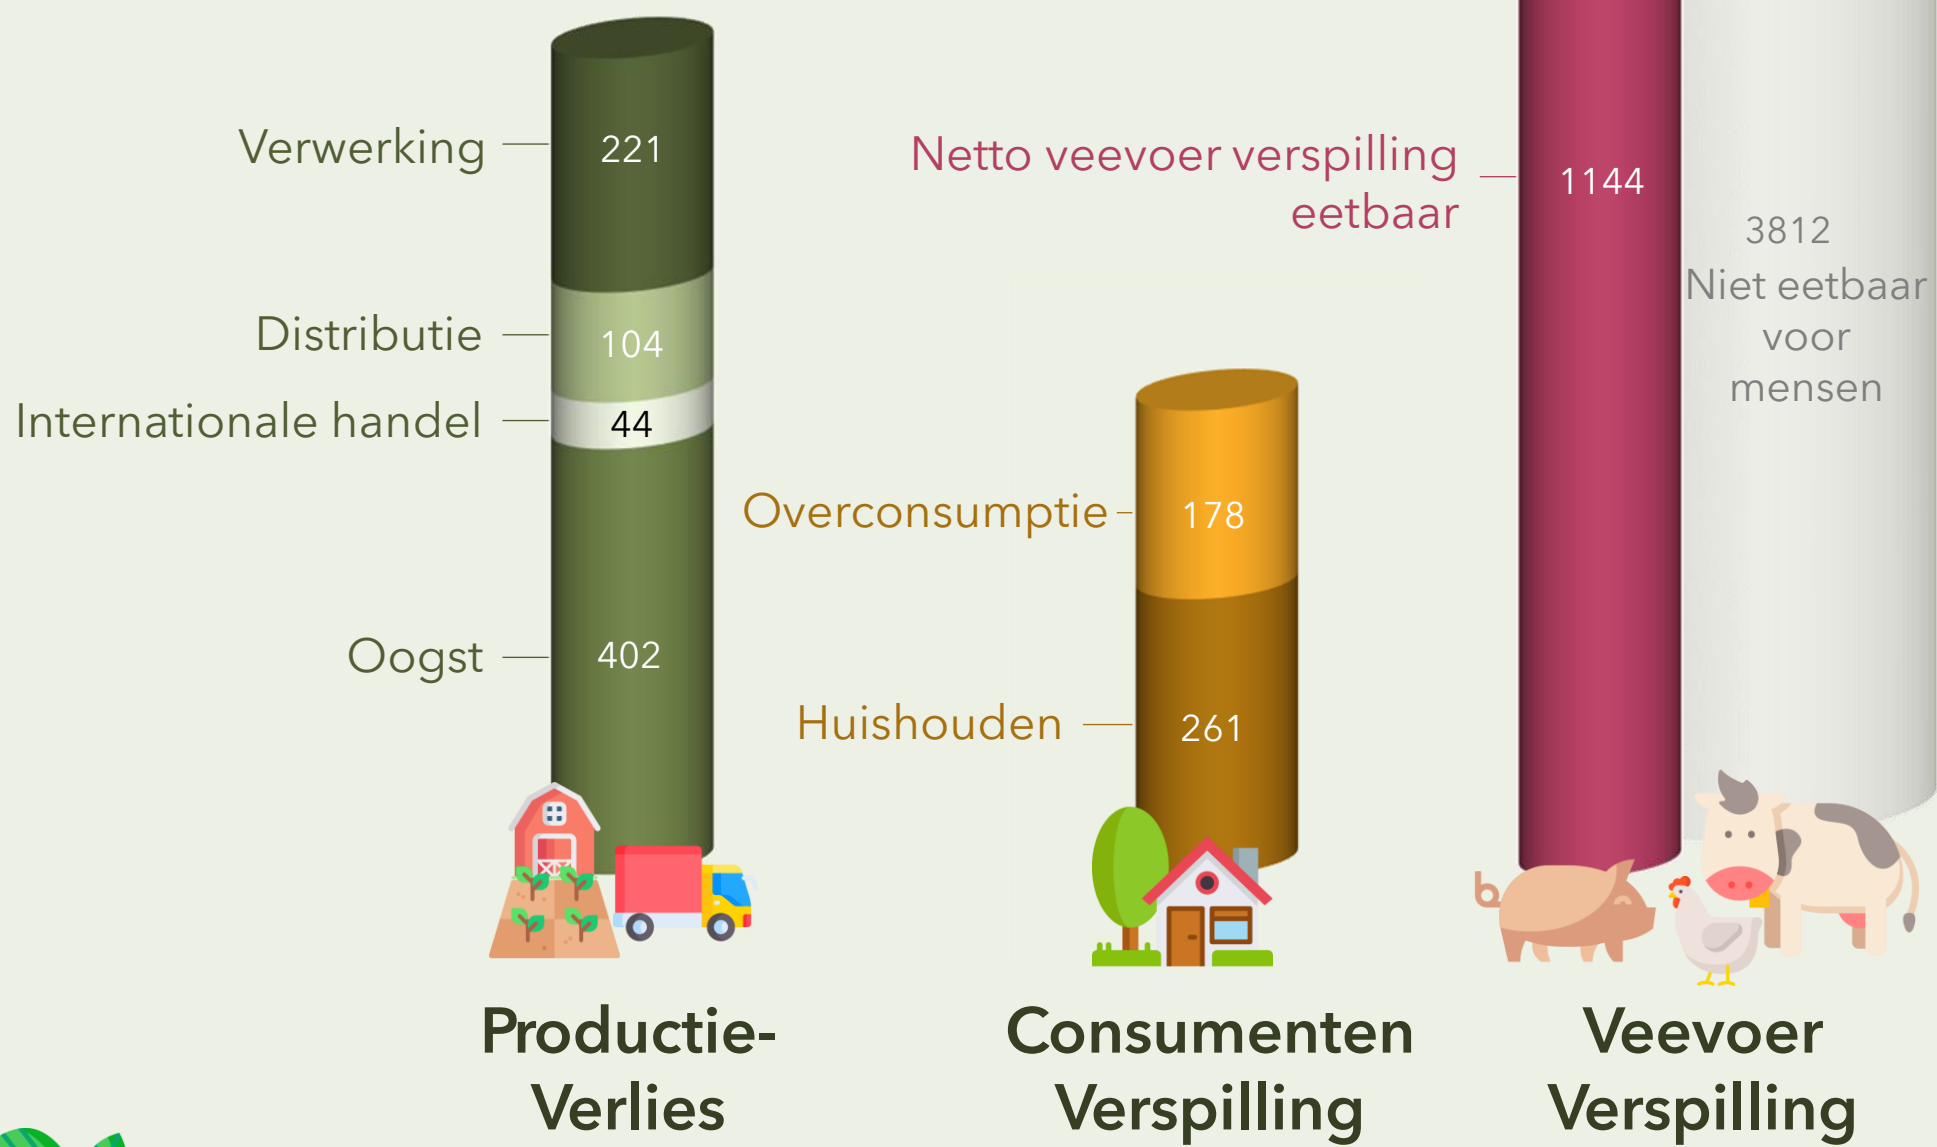 Verwerking
221
Distributie
104
Internationale handel
44
Oogst
402
Productie-
Verlies
Overconsumptie
178
Huishouden
261
Consumenten
Verspilling
Netto veevoer verspilling
eetbaar
1144
3812
Niet eetbaar
voor
mensen
Veevoer
Verspilling